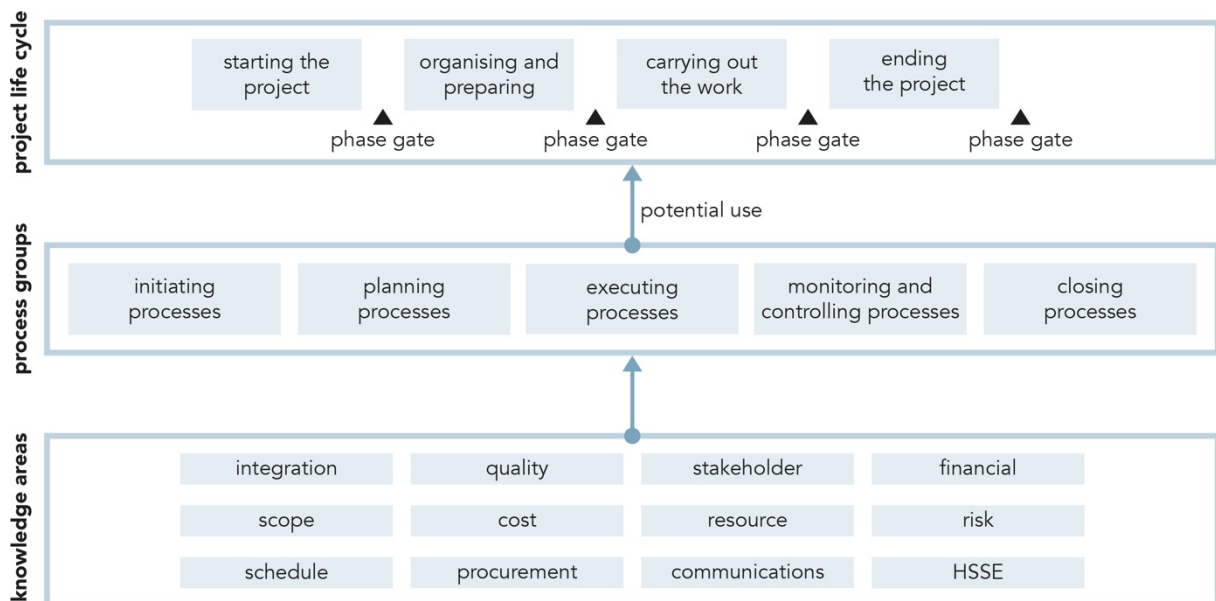 project life cycle
starting the
project
organising and
preparing
carrying out
the work
ending
the project
phase gate
phase gate
phase gate
phase gate
potential use
process groups
initiating
processes
planning
processes
executing
processes
monitoring and
controlling processes
closing
processes
knowledge areas
integration
quality
stakeholder
financial
scope
cost
resource
risk
schedule
procurement
communications
HSSE